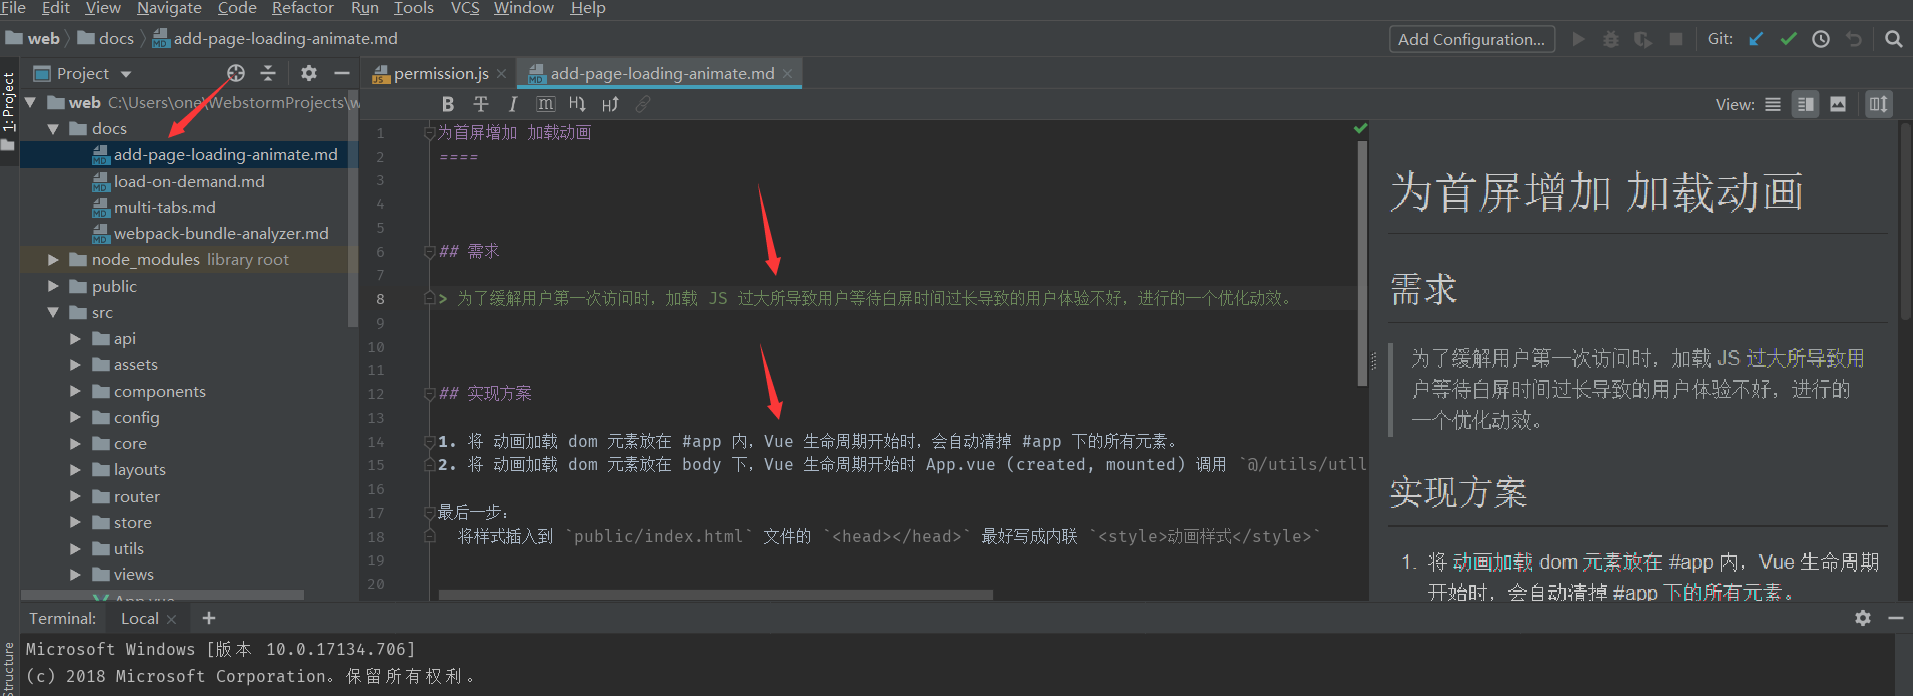 File Edit View Navigate Code Refactor Run Tools VCS Window Help
web docs add-page-loading-animate.md Add Configuration... Git:
Project permission.js add-page-loading-animate.md
1: Project
View:
web C:\Users\one\WebstormProjects\w
docs
add-page-loading-animate.md
load-on-demand.md
multi-tabs.md
webpack-bundle-analyzer.md
node_modules library root
public
src
api
assets
components
config
core
layouts
router
store
utils
views
App.vue
1 为首屏增加 加载动画
2 ====
3
4
5
6 ## 需求
7
8 > 为了缓解用户第一次访问时，加载 JS 过大所导致用户等待白屏时间过长导致的用户体验不好，进行的一个优化动效。
9
10
11
12 ## 实现方案
13
14 1. 将 动画加载 dom 元素放在 #app 内，Vue 生命周期开始时，会自动清掉 #app 下的所有元素。
15 2. 将 动画加载 dom 元素放在 body 下，Vue 生命周期开始时 App.vue (created, mounted) 调用 `@/utils/utll
16
17 最后一步：
18 将样式插入到 `public/index.html` 文件的 `<head></head>` 最好写成内联 `<style>动画样式</style>`
19
20
为首屏增加 加载动画
需求
为了缓解用户第一次访问时，加载 JS 过大所导致用
户等待白屏时间过长导致的用户体验不好，进行的
一个优化动效。
实现方案
1. 将 动画加载 dom 元素放在 #app 内，Vue 生命周期
开始时，会自动清掉 #app 下的所有元素。
Terminal: Local +
Structure
Microsoft Windows [版本 10.0.17134.706]
(c) 2018 Microsoft Corporation。保留所有权利。